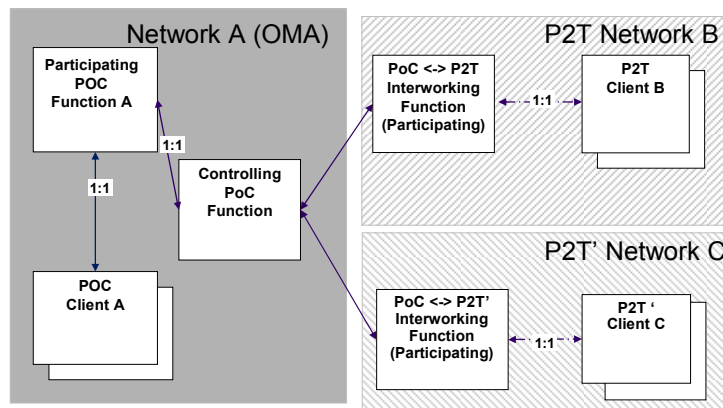 Network A (OMA)
Participating
POC
Function A
1:1
1:1
Controlling
PoC
Function
POC
Client A
P2T Network B
PoC <-> P2T
Interworking
Function
(Participating)
1:1
P2T
Client B
P2T' Network C
PoC <-> P2T'
Interworking
Function
(Participating)
1:1
P2T '
Client C